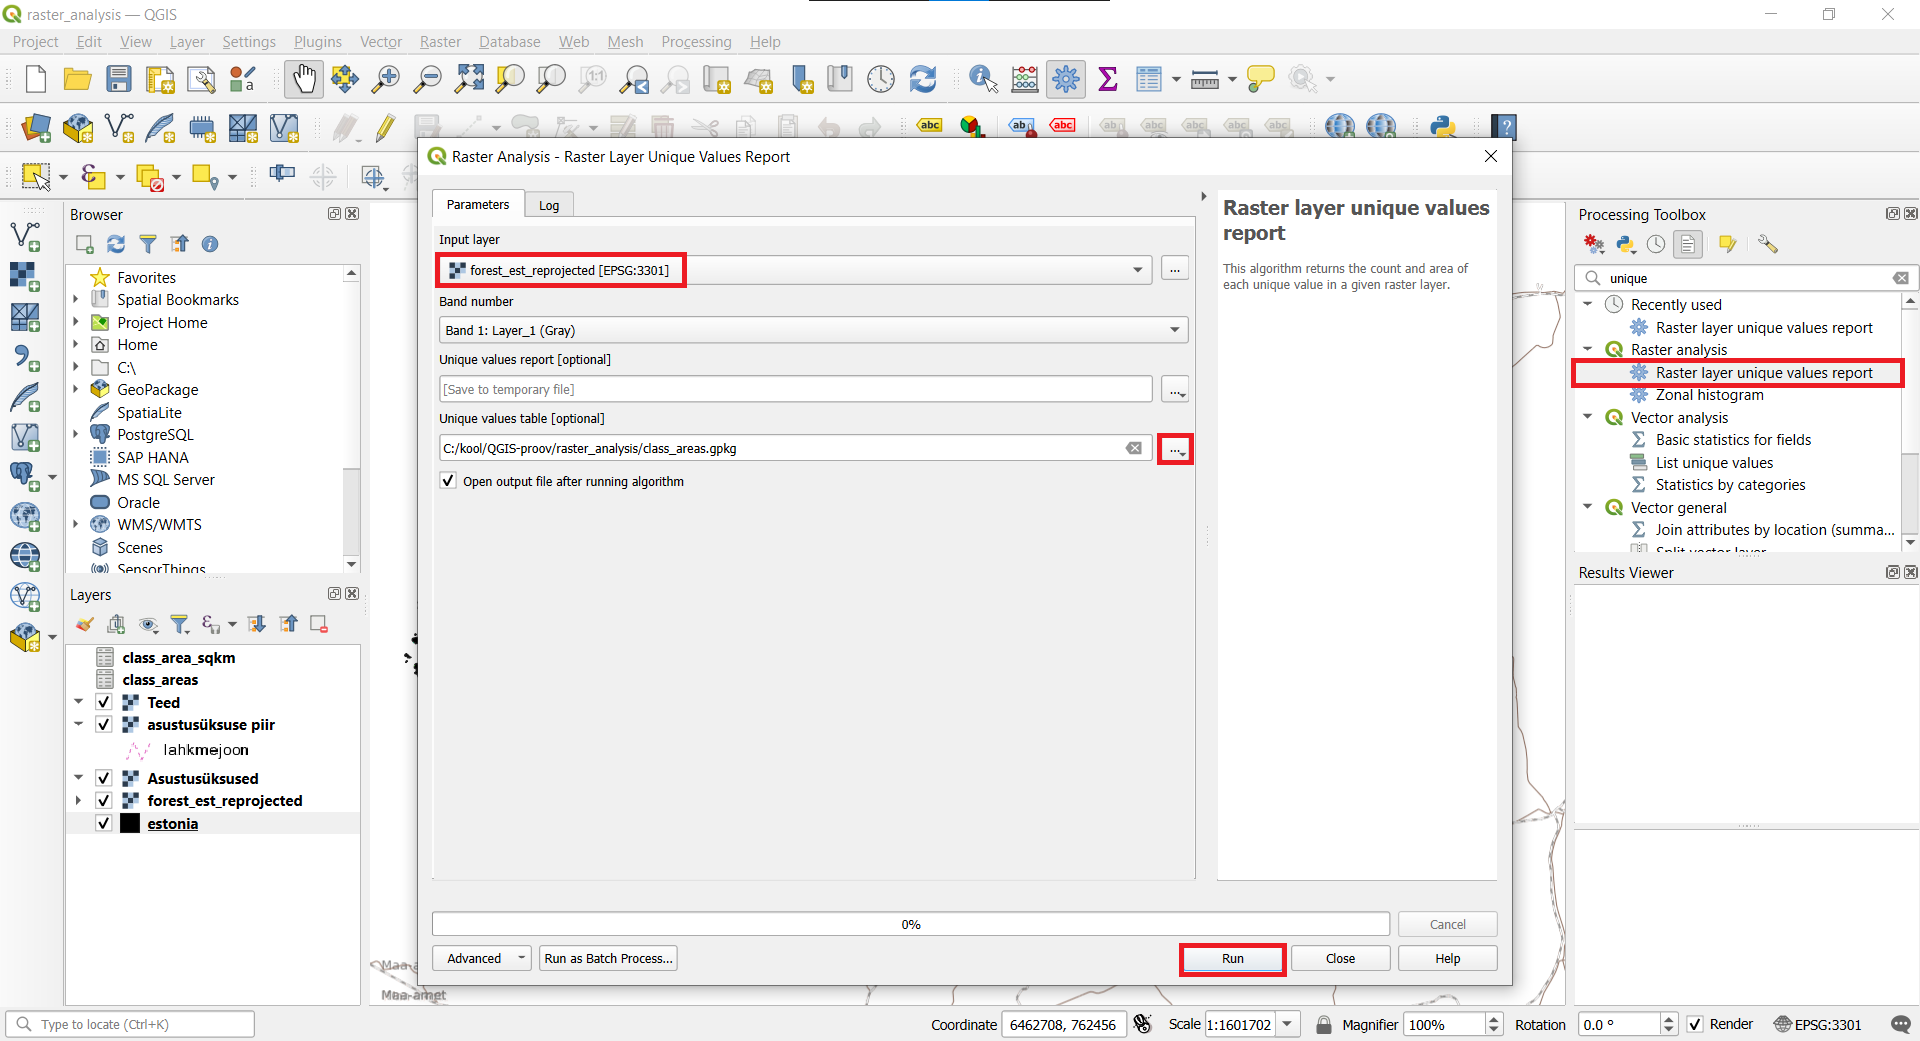 raster_analysis — QGIS
Project Edit View Layer Settings Plugins Vector Raster Database Web Mesh Processing Help
Raster Analysis - Raster Layer Unique Values Report
Parameters Log
Input layer
forest_est_reprojected [EPSG:3301]
...
Band number
Band 1: Layer_1 (Gray)
Unique values report [optional]
[Save to temporary file]
...
Unique values table [optional]
C:/kool/QGIS-proov/raster_analysis/class_areas.gpkg
...
Open output file after running algorithm
0%
Cancel
Advanced
Run as Batch Process...
Run
Close
Help
Raster layer unique values
report
This algorithm returns the count and area of
each unique value in a given raster layer.
Browser
Favorites
Spatial Bookmarks
Project Home
Home
C:\
GeoPackage
SpatiaLite
PostgreSQL
SAP HANA
MS SQL Server
Oracle
WMS/WMTS
Scenes
SensorThings
Layers
class_area_sqkm
class_areas
Teed
asustusüksuse piir
lahkmejoon
Asustusüksused
forest_est_reprojected
estonia
Processing Toolbox
unique
Recently used
Raster layer unique values report
Raster analysis
Raster layer unique values report
Zonal histogram
Vector analysis
Basic statistics for fields
List unique values
Statistics by categories
Vector general
Join attributes by location (summa...
Split vector layer
Results Viewer
Maa-a
Maa-amet
Type to locate (Ctrl+K)
Coordinate 6462708, 762456
Scale 1:1601702
Magnifier 100%
Rotation 0.0 °
Render
EPSG:3301